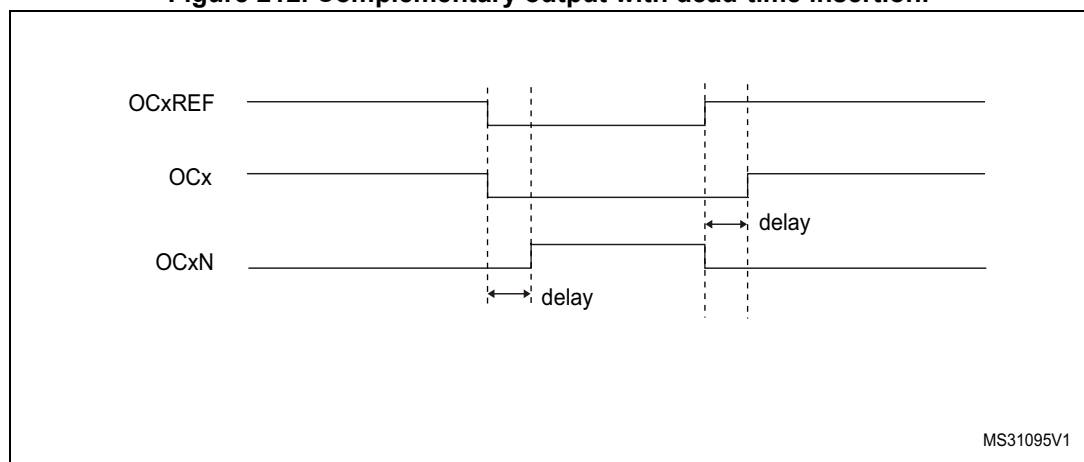 Figure 212. Complementary output with dead-time insertion.
OCxREF
OCx
delay
OCxN
delay
MS31095V1